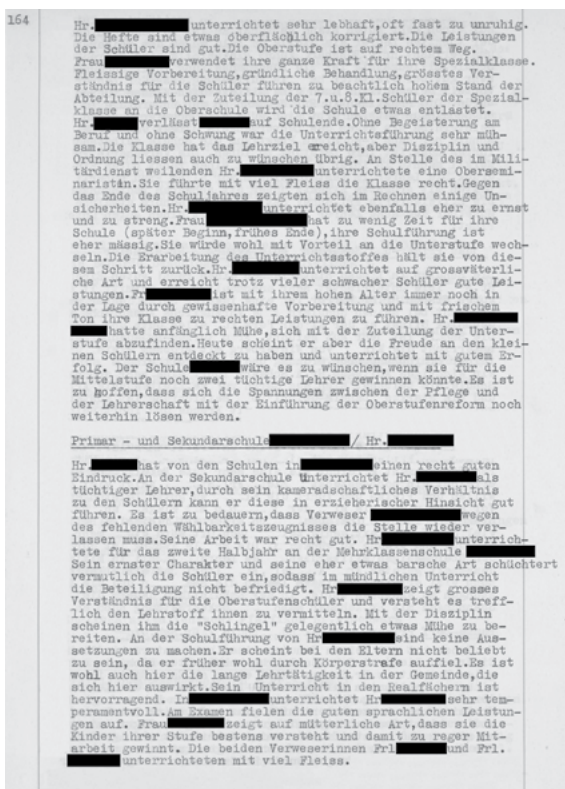 164
Hr. unterrichtet sehr lebhaft,oft fast zu unruhig.
Die Hefte sind etwas oberflächlich korrigiert.Die Leistungen
der Schüler sind gut.Die Oberstufe ist auf rechtem Weg.
Frau verwendet ihre ganze Kraft für ihre Spezialklasse.
Fleissige Vorbereitung,gründliche Behandlung,grösstes Ver-
ständnis für die Schüler führen zu beachtlich hohem Stand der
Abteilung. Mit der Zuteilung der 7.u.8.Kl.Schüler der Spezial-
klasse an die Oberschule wird die Schule etwas entlastet.
Hr. verlässt auf Schulende.Ohne Begeisterung am
Beruf und ohne Schwung war die Unterrichtsführung sehr müh-
sam.Die Klasse hat das Lehrziel erreicht,aber Disziplin und
Ordnung liessen auch zu wünschen übrig. An Stelle des im Mili-
tärdienst weilenden Hr. unterrichtete eine Obersemi-
naristin.Sie führte mit viel Fleiss die Klasse recht.Gegen
das Ende des Schuljahres zeigten sich im Rechnen einige Un-
sicherheiten.Hr. unterrichtet ebenfalls eher zu ernst
und zu streng.Frau hat zu wenig Zeit für ihre
Schule (später Beginn,frühes Ende),ihre Schulführung ist
eher mässig.Sie würde wohl mit Vorteil an die Unterstufe wech-
seln.Die Erarbeitung des Unterrichtsstoffes hält sie von die-
sem Schritt zurück.Hr. unterrichtet auf grossväterli-
che Art und erreicht trotz vieler schwacher Schüler gute Lei-
stungen.Fr ist mit ihrem hohen Alter immer noch in
der Lage durch gewissenhafte Vorbereitung und mit frischem
Ton ihre Klasse zu rechten Leistungen zu führen. Hr.
hatte anfänglich Mühe,sich mit der Zuteilung der Unter-
stufe abzufinden.Heute scheint er aber die Freude an den klei-
nen Schülern entdeckt zu haben und unterrichtet mit gutem Er-
folg. Der Schule wäre es zu wünschen,wenn sie für die
Mittelstufe noch zwei tüchtige Lehrer gewinnen könnte.Es ist
zu hoffen,dass sich die Spannungen zwischen der Pflege und
der Lehrerschaft mit der Einführung der Oberstufenreform noch
weiterhin lösen werden.
Primar - und Sekundarschule / Hr.
Hr. hat von den Schulen in einen recht guten
Eindruck.An der Sekundarschule unterrichtet Hr. als
tüchtiger Lehrer,durch sein kameradschaftliches Verhältnis
zu den Schülern kann er diese in erzieherischer Hinsicht gut
führen. Es ist zu bedauern,dass Verweser wegen
des fehlenden Wählbarkeitszeugnisses die Stelle wieder ver-
lassen muss.Seine Arbeit war recht gut. Hr unterrich-
tete für das zweite Halbjahr an der Mehrklassenschule
Sein ernster Charakter und seine eher etwas barsche Art schüchtert
vermutlich die Schüler ein,sodass im mündlichen Unterricht
die Beteiligung nicht befriedigt. Hr zeigt grosses
Verständnis für die Oberstufenschüler und versteht es treff-
lich den Lehrstoff ihnen zu vermitteln. Mit der Disziplin
scheinen ihm die "Schlingel" gelegentlich etwas Mühe zu be-
reiten. An der Schulführung von Hr sind keine Aus-
setzungen zu machen.Er scheint bei den Eltern nicht beliebt
zu sein, da er früher wohl durch Körperstrafe auffiel.Es ist
wohl auch hier die lange Lehrtätigkeit in der Gemeinde,die
sich hier auswirkt.Sein Unterricht in den Realfächern ist
hervorragend. In unterrichtet Hr sehr tem-
peramentvoll.Am Examen fielen die guten sprachlichen Leistun-
gen auf. Frau zeigt auf mütterliche Art,dass sie die
Kinder ihrer Stufe bestens versteht und damit zu reger Mit-
arbeit gewinnt. Die beiden Verweserinnen Frl und Frl.
unterrichteten mit viel Fleiss.